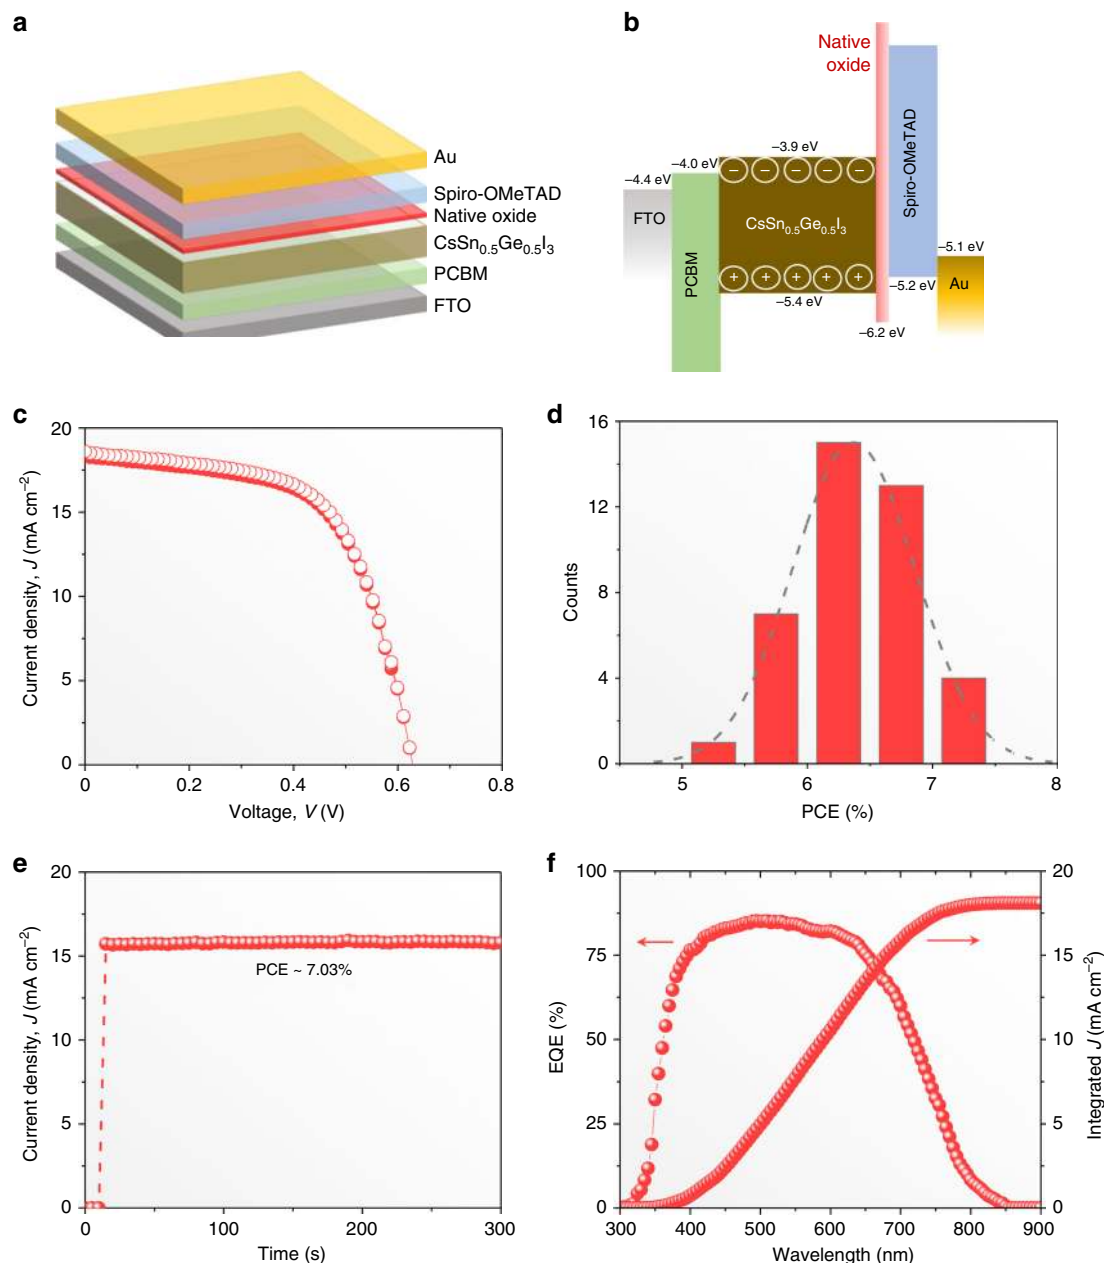 a
Au
Spiro-OMeTAD
Native oxide
CsSn0.5Ge0.5I3
PCBM
FTO
b
Native
oxide
−3.9 eV
−4.0 eV
−4.4 eV
FTO
PCBM
CsSn0.5Ge0.5I3
Spiro-OMeTAD
−5.1 eV
Au
−5.2 eV
−5.4 eV
−6.2 eV
c
20
15
10
5
0
0
0.2
0.4
0.6
0.8
Current density, J (mA cm−2)
Voltage, V (V)
d
16
12
8
4
0
5
6
7
8
Counts
PCE (%)
e
20
15
10
5
0
0
100
200
300
PCE ~ 7.03%
Current density, J (mA cm−2)
Time (s)
f
100
75
50
25
0
20
15
10
5
0
300
400
500
600
700
800
900
EQE (%)
Integrated J (mA cm−2)
Wavelength (nm)